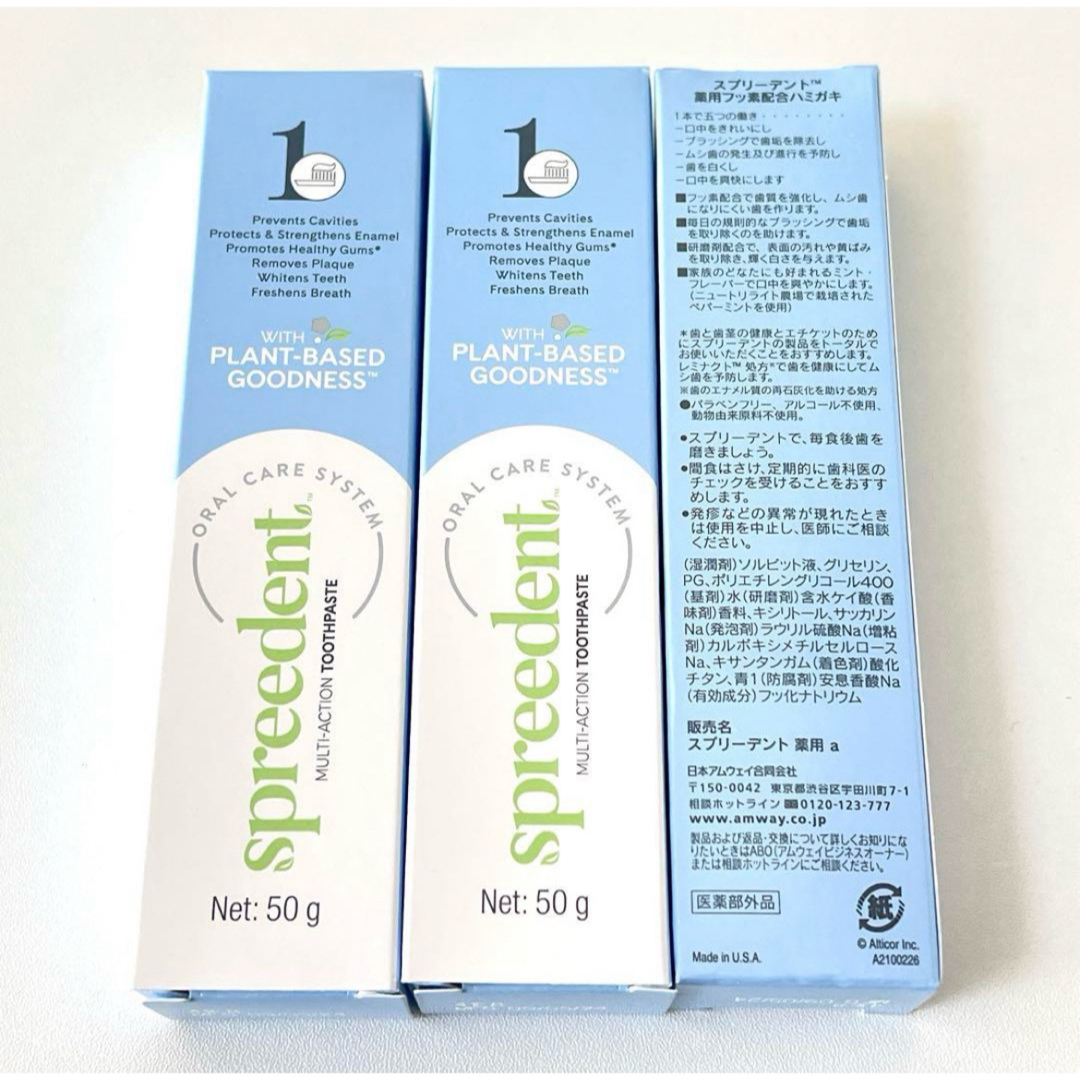 1
Prevents Cavities
Protects & Strengthens Enamel
Promotes Healthy Gums*
Removes Plaque
Whitens Teeth
Freshens Breath
WITH
PLANT-BASED
GOODNESS™
ORAL CARE SYSTEM
spreedent™
MULTI-ACTION TOOTHPASTE
Net: 50 g
1
Prevents Cavities
Protects & Strengthens Enamel
Promotes Healthy Gums*
Removes Plaque
Whitens Teeth
Freshens Breath
WITH
PLANT-BASED
GOODNESS™
ORAL CARE SYSTEM
spreedent™
MULTI-ACTION TOOTHPASTE
Net: 50 g
スプリーデント™
薬用フッ素配合ハミガキ
1本で五つの働き・・・・・・・・
−口中をきれいにし
−ブラッシングで歯垢を除去し
−ムシ歯の発生及び進行を予防し
−歯を白くし
−口中を爽快にします
■フッ素配合で歯質を強化し、ムシ歯
になりにくい歯を作ります。
■毎日の規則的なブラッシングで歯垢
を取り除くのを助けます。
■研磨剤配合で、表面の汚れや黄ばみ
を取り除き、輝く白さを与えます。
■家族のどなたにも好まれるミント・
フレーバーで口中を爽やかにします。
(ニュートリライト農場で栽培された
ペパーミントを使用)
*歯と歯茎の健康とエチケットのため
にスプリーデントの製品をトータルで
お使いいただくことをおすすめします。
レミナクト™ 処方※で歯を健康にしてム
シ歯を予防します。
※歯のエナメル質の再石灰化を助ける処方
●パラベンフリー、アルコール不使用、
動物由来原料不使用。
●スプリーデントで、毎食後歯を
磨きましょう。
●間食はさけ、定期的に歯科医の
チェックを受けることをおすす
めします。
●発疹などの異常が現れたとき
は使用を中止し、医師にご相談
ください。
(湿潤剤)ソルビット液、グリセリン、
PG、ポリエチレングリコール400
(基剤)水(研磨剤)含水ケイ酸(香
味剤)香料、キシリトール、サッカリン
Na(発泡剤)ラウリル硫酸Na(増粘
剤)カルボキシメチルセルロース
Na、キサンタンガム(着色剤)酸化
チタン、青1(防腐剤)安息香酸Na
(有効成分)フッ化ナトリウム
販売名
スプリーデント 薬用 a
日本アムウェイ合同会社
〒150-0042 東京都渋谷区宇田川町7-1
相談ホットライン 0120-123-777
www.amway.co.jp
製品および返品・交換について詳しくお知りにな
りたいときはABO(アムウェイビジネスオーナー)
または相談ホットラインにご相談ください。
医薬部外品
紙
© Alticor Inc.
Made in U.S.A.
A2100226